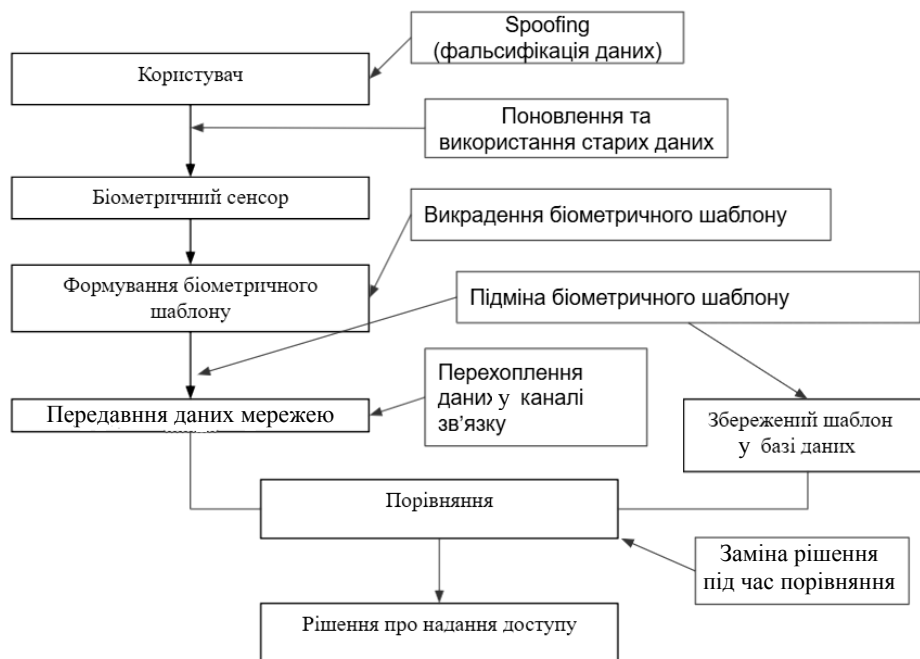 Spoofing
(фальсифікація даних)
Користувач
Поновлення та
використання старих даних
Біометричний сенсор
Викрадення біометричного шаблону
Формування біометричного
шаблону
Підміна біометричного шаблону
Перехоплення
даних у каналі
зв’язку
Передавння даних мережею
Збережений шаблон
у базі даних
Порівняння
Заміна рішення
під час порівняння
Рішення про надання доступу